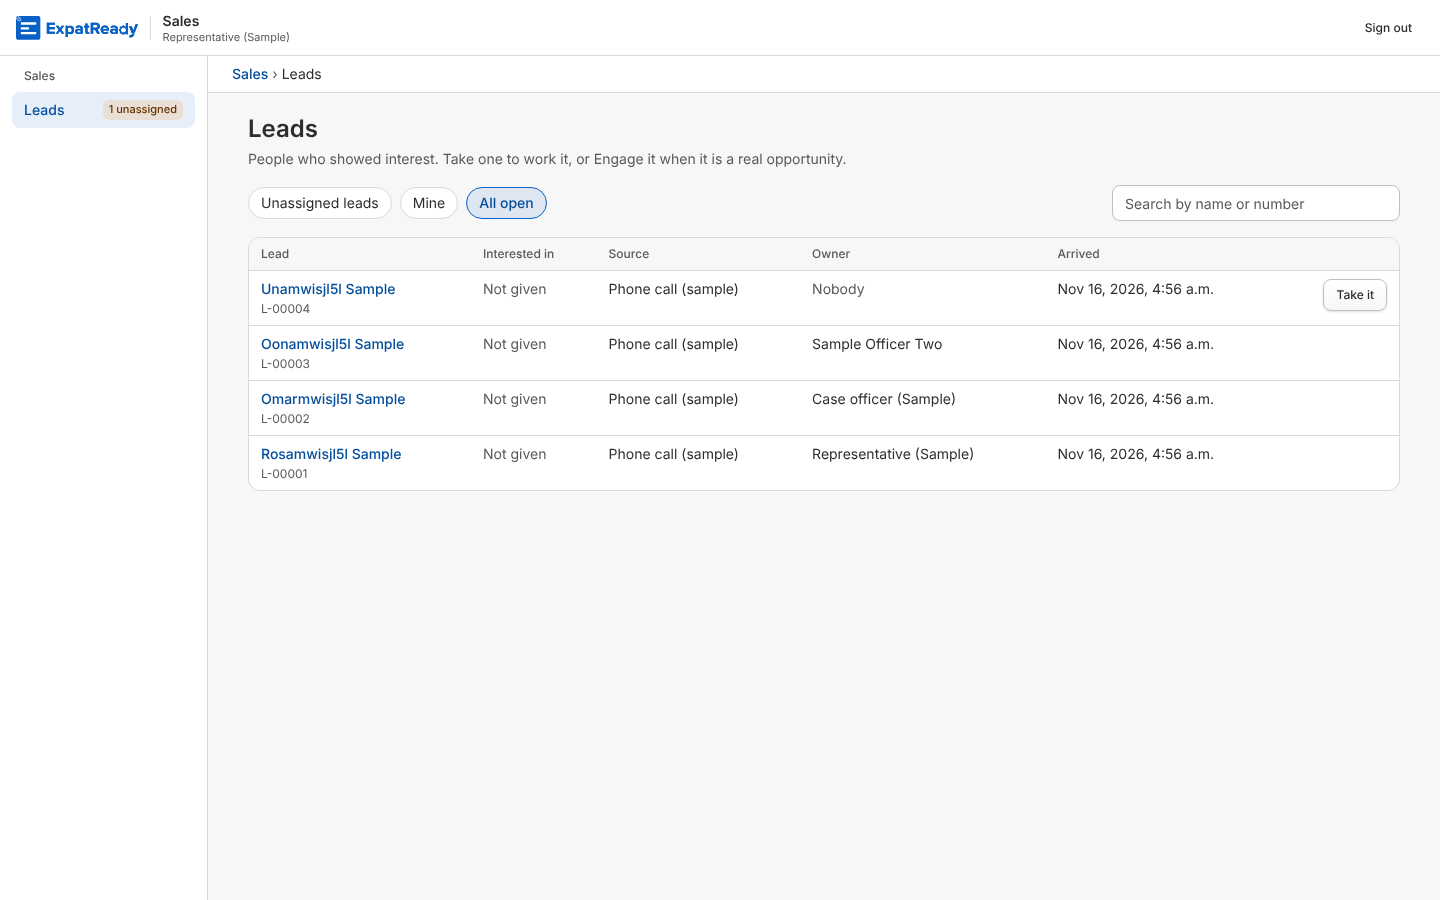 ExpatReady
Sales
Representative (Sample)
Sign out
Sales
Leads
1 unassigned
Sales › Leads
Leads
People who showed interest. Take one to work it, or Engage it when it is a real opportunity.
Unassigned leads
Mine
All open
Search by name or number
Lead Interested in Source Owner Arrived
Unamwisjl5l Sample Not given Phone call (sample) Nobody Nov 16, 2026, 4:56 a.m. Take it
L-00004
Oonamwisjl5l Sample Not given Phone call (sample) Sample Officer Two Nov 16, 2026, 4:56 a.m.
L-00003
Omarmwisjl5l Sample Not given Phone call (sample) Case officer (Sample) Nov 16, 2026, 4:56 a.m.
L-00002
Rosamwisjl5l Sample Not given Phone call (sample) Representative (Sample) Nov 16, 2026, 4:56 a.m.
L-00001